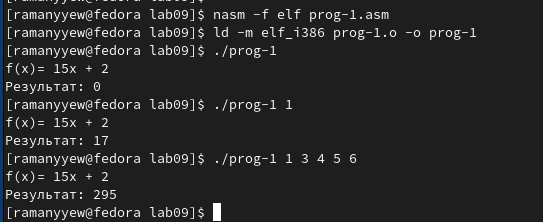 [ramanyyew@fedora lab09]$ nasm -f elf prog-1.asm
[ramanyyew@fedora lab09]$ ld -m elf_i386 prog-1.o -o prog-1
[ramanyyew@fedora lab09]$ ./prog-1
f(x)= 15x + 2
Результат: 0
[ramanyyew@fedora lab09]$ ./prog-1 1
f(x)= 15x + 2
Результат: 17
[ramanyyew@fedora lab09]$ ./prog-1 1 3 4 5 6
f(x)= 15x + 2
Результат: 295
[ramanyyew@fedora lab09]$